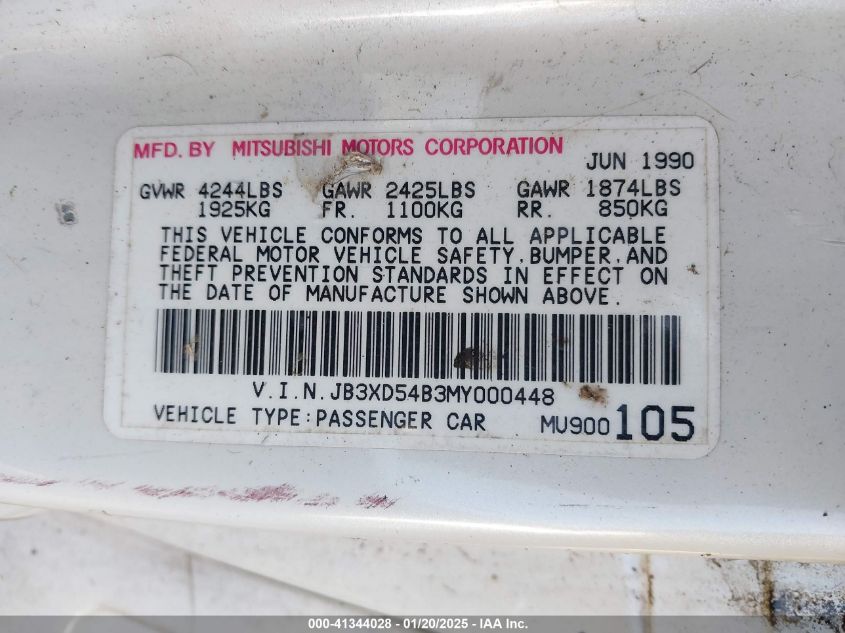 MFD. BY MITSUBISHI MOTORS CORPORATION JUN 1990
GVWR 4244LBS GAWR 2425LBS GAWR 1874LBS
1925KG FR. 1100KG RR. 850KG
THIS VEHICLE CONFORMS TO ALL APPLICABLE
FEDERAL MOTOR VEHICLE SAFETY, BUMPER, AND
THEFT PREVENTION STANDARDS IN EFFECT ON
THE DATE OF MANUFACTURE SHOWN ABOVE.
V.I.N. JB3XD54B3MY000448
VEHICLE TYPE: PASSENGER CAR MU900 105
000-41344028 - 01/20/2025 - IAA Inc.